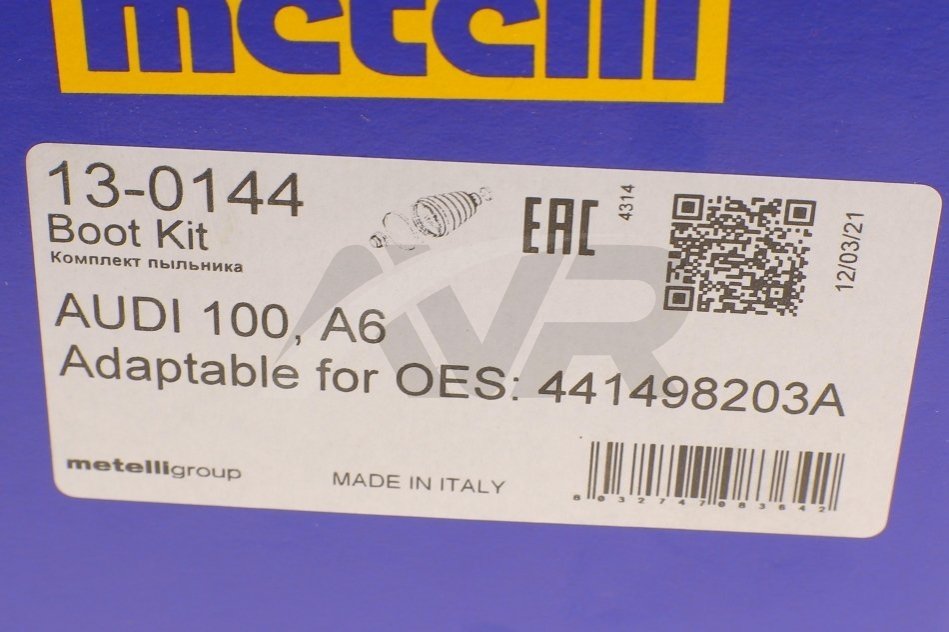 metelli
13-0144
Boot Kit
Комплект пыльника
EAC
4314
12/03/21
AUDI 100, A6
Adaptable for OES: 441498203A
metelligroup
MADE IN ITALY
8032747083642
VR